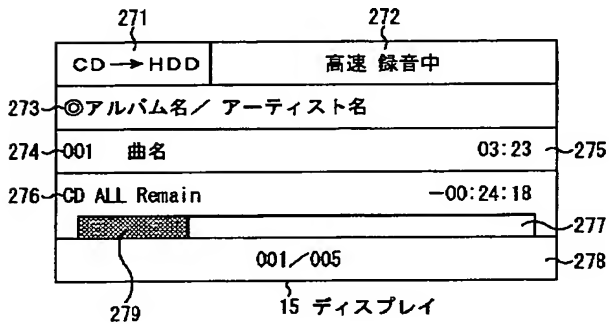 271
272
CD→HDD 高速 録音中
273 ◎アルバム名／ アーティスト名
274 001 曲名 03:23 275
276 CD ALL Remain -00:24:18
277
001／005 278
279
15 ディスプレイ